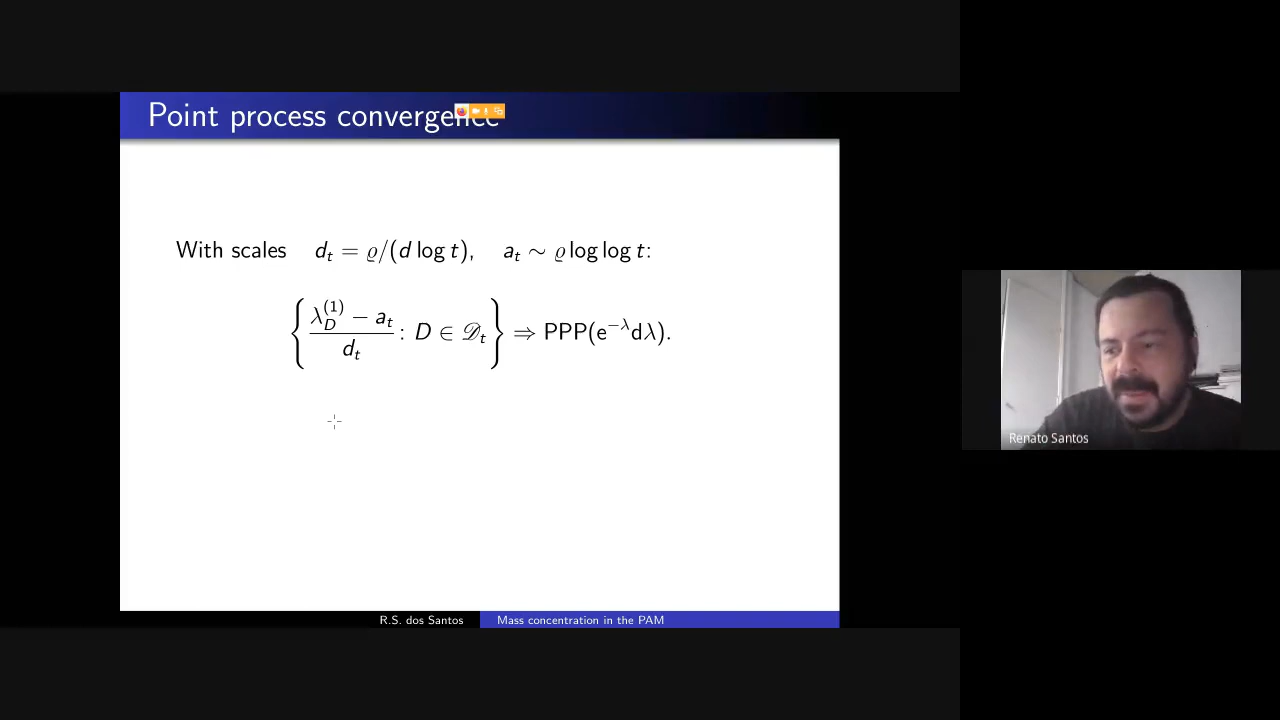 Point process convergence
With scales d_t = ϱ/(d log t), a_t ∼ ϱ log log t:
{ (λ_D^{(1)} − a_t) / d_t : D ∈ 𝒟_t } ⇒ PPP(e^{−λ}dλ).
R.S. dos Santos Mass concentration in the PAM
Renato Santos